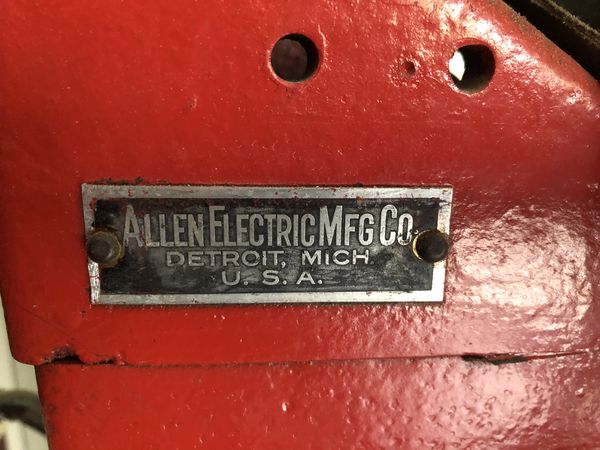 ALLEN ELECTRIC MFG CO.
DETROIT, MICH
U. S. A.